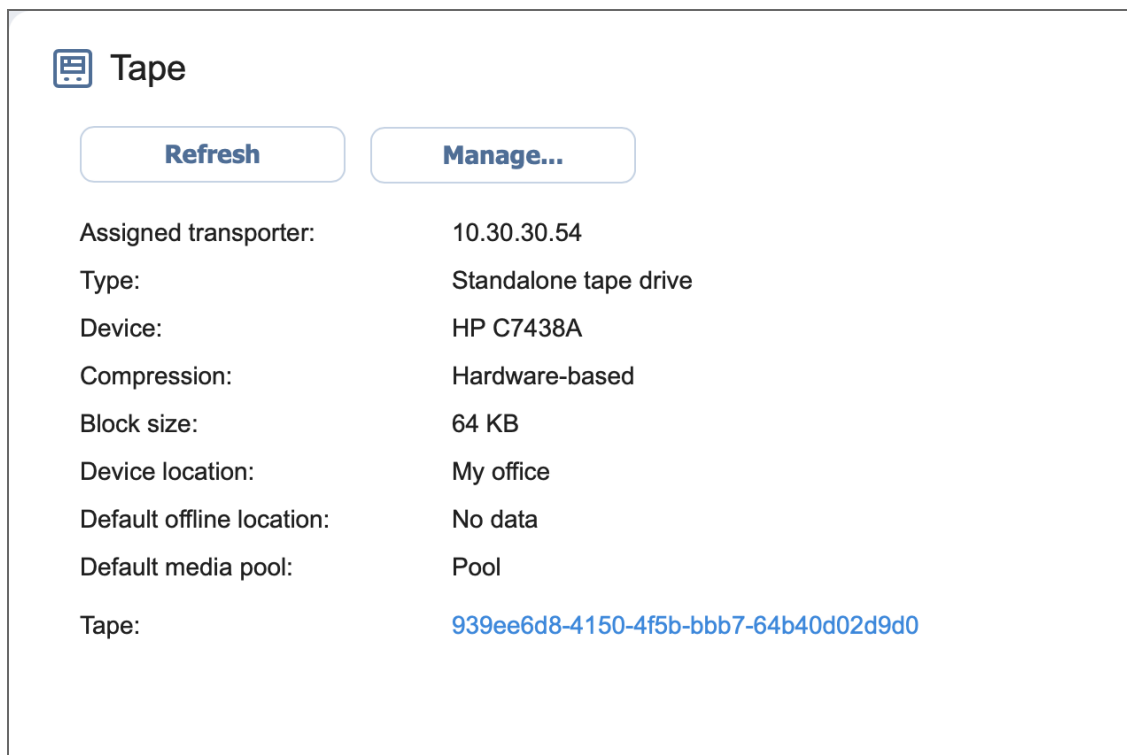 Tape
Refresh Manage...
Assigned transporter: 10.30.30.54
Type: Standalone tape drive
Device: HP C7438A
Compression: Hardware-based
Block size: 64 KB
Device location: My office
Default offline location: No data
Default media pool: Pool
Tape: 939ee6d8-4150-4f5b-bbb7-64b40d02d9d0